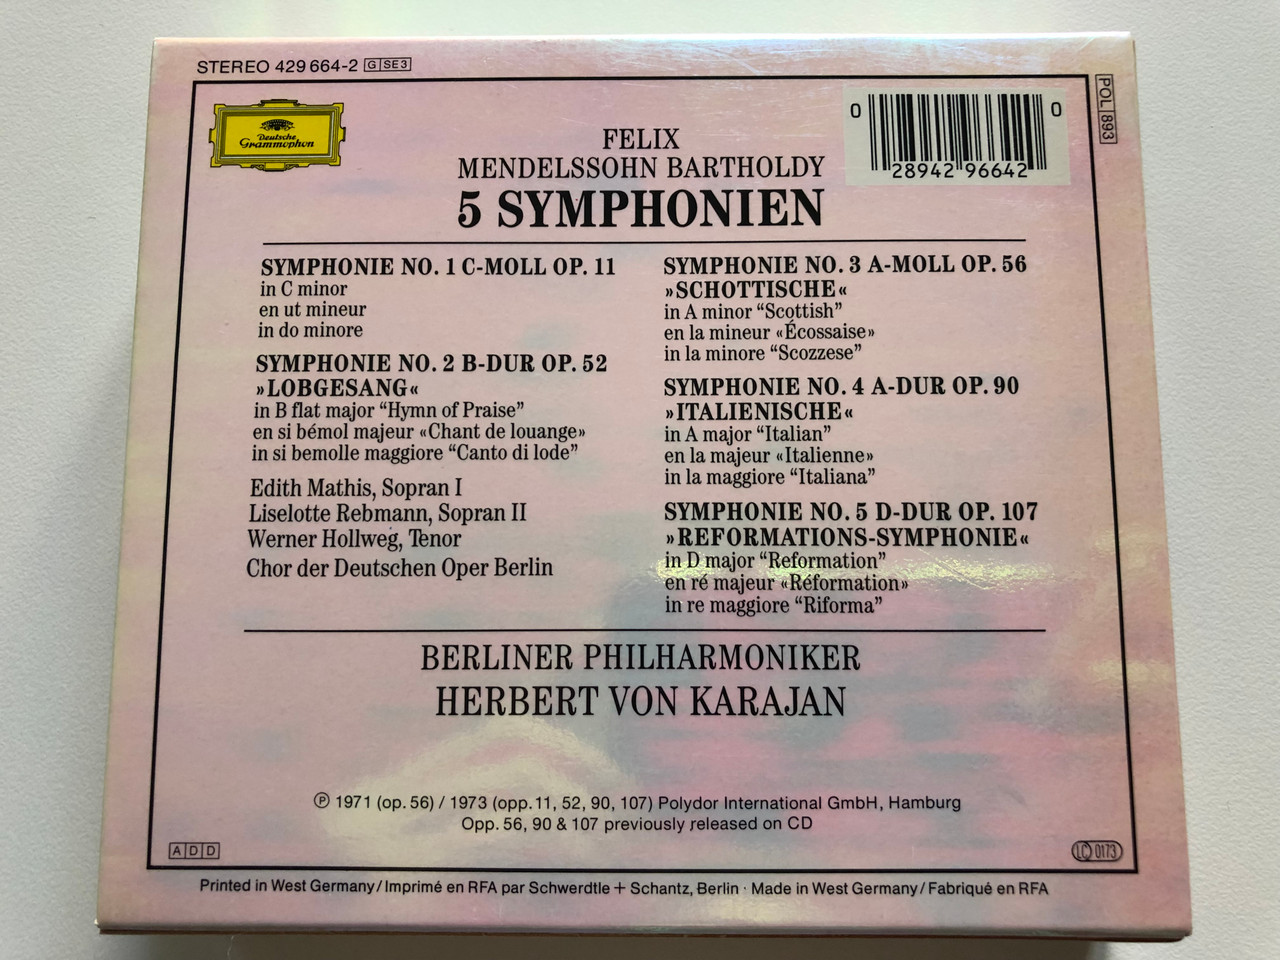 STEREO 429 664-2 G SE 3
POL 893
Deutsche
Grammophon
0 28942 96642 0
FELIX
MENDELSSOHN BARTHOLDY
5 SYMPHONIEN
SYMPHONIE NO. 1 C-MOLL OP. 11
in C minor
en ut mineur
in do minore
SYMPHONIE NO. 2 B-DUR OP. 52
»LOBGESANG«
in B flat major “Hymn of Praise”
en si bémol majeur «Chant de louange»
in si bemolle maggiore “Canto di lode”
Edith Mathis, Sopran I
Liselotte Rebmann, Sopran II
Werner Hollweg, Tenor
Chor der Deutschen Oper Berlin
SYMPHONIE NO. 3 A-MOLL OP. 56
»SCHOTTISCHE«
in A minor “Scottish”
en la mineur «Écossaise»
in la minore “Scozzese”
SYMPHONIE NO. 4 A-DUR OP. 90
»ITALIENISCHE«
in A major “Italian”
en la majeur «Italienne»
in la maggiore “Italiana”
SYMPHONIE NO. 5 D-DUR OP. 107
»REFORMATIONS-SYMPHONIE«
in D major “Reformation”
en ré majeur «Réformation»
in re maggiore “Riforma”
BERLINER PHILHARMONIKER
HERBERT VON KARAJAN
℗ 1971 (op. 56) / 1973 (opp. 11, 52, 90, 107) Polydor International GmbH, Hamburg
Opp. 56, 90 & 107 previously released on CD
A D D
LC 0173
Printed in West Germany / Imprimé en RFA par Schwerdtle + Schantz, Berlin · Made in West Germany / Fabriqué en RFA